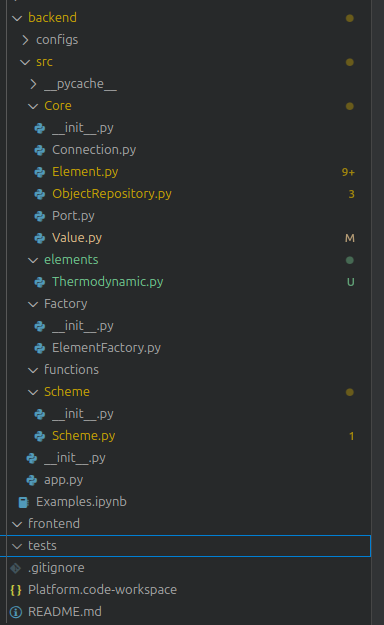 backend
configs
src
__pycache__
Core
__init__.py
Connection.py
Element.py 9+
ObjectRepository.py 3
Port.py
Value.py M
elements
Thermodynamic.py U
Factory
__init__.py
ElementFactory.py
functions
Scheme
__init__.py
Scheme.py 1
__init__.py
app.py
Examples.ipynb
frontend
tests
.gitignore
{} Platform.code-workspace
README.md